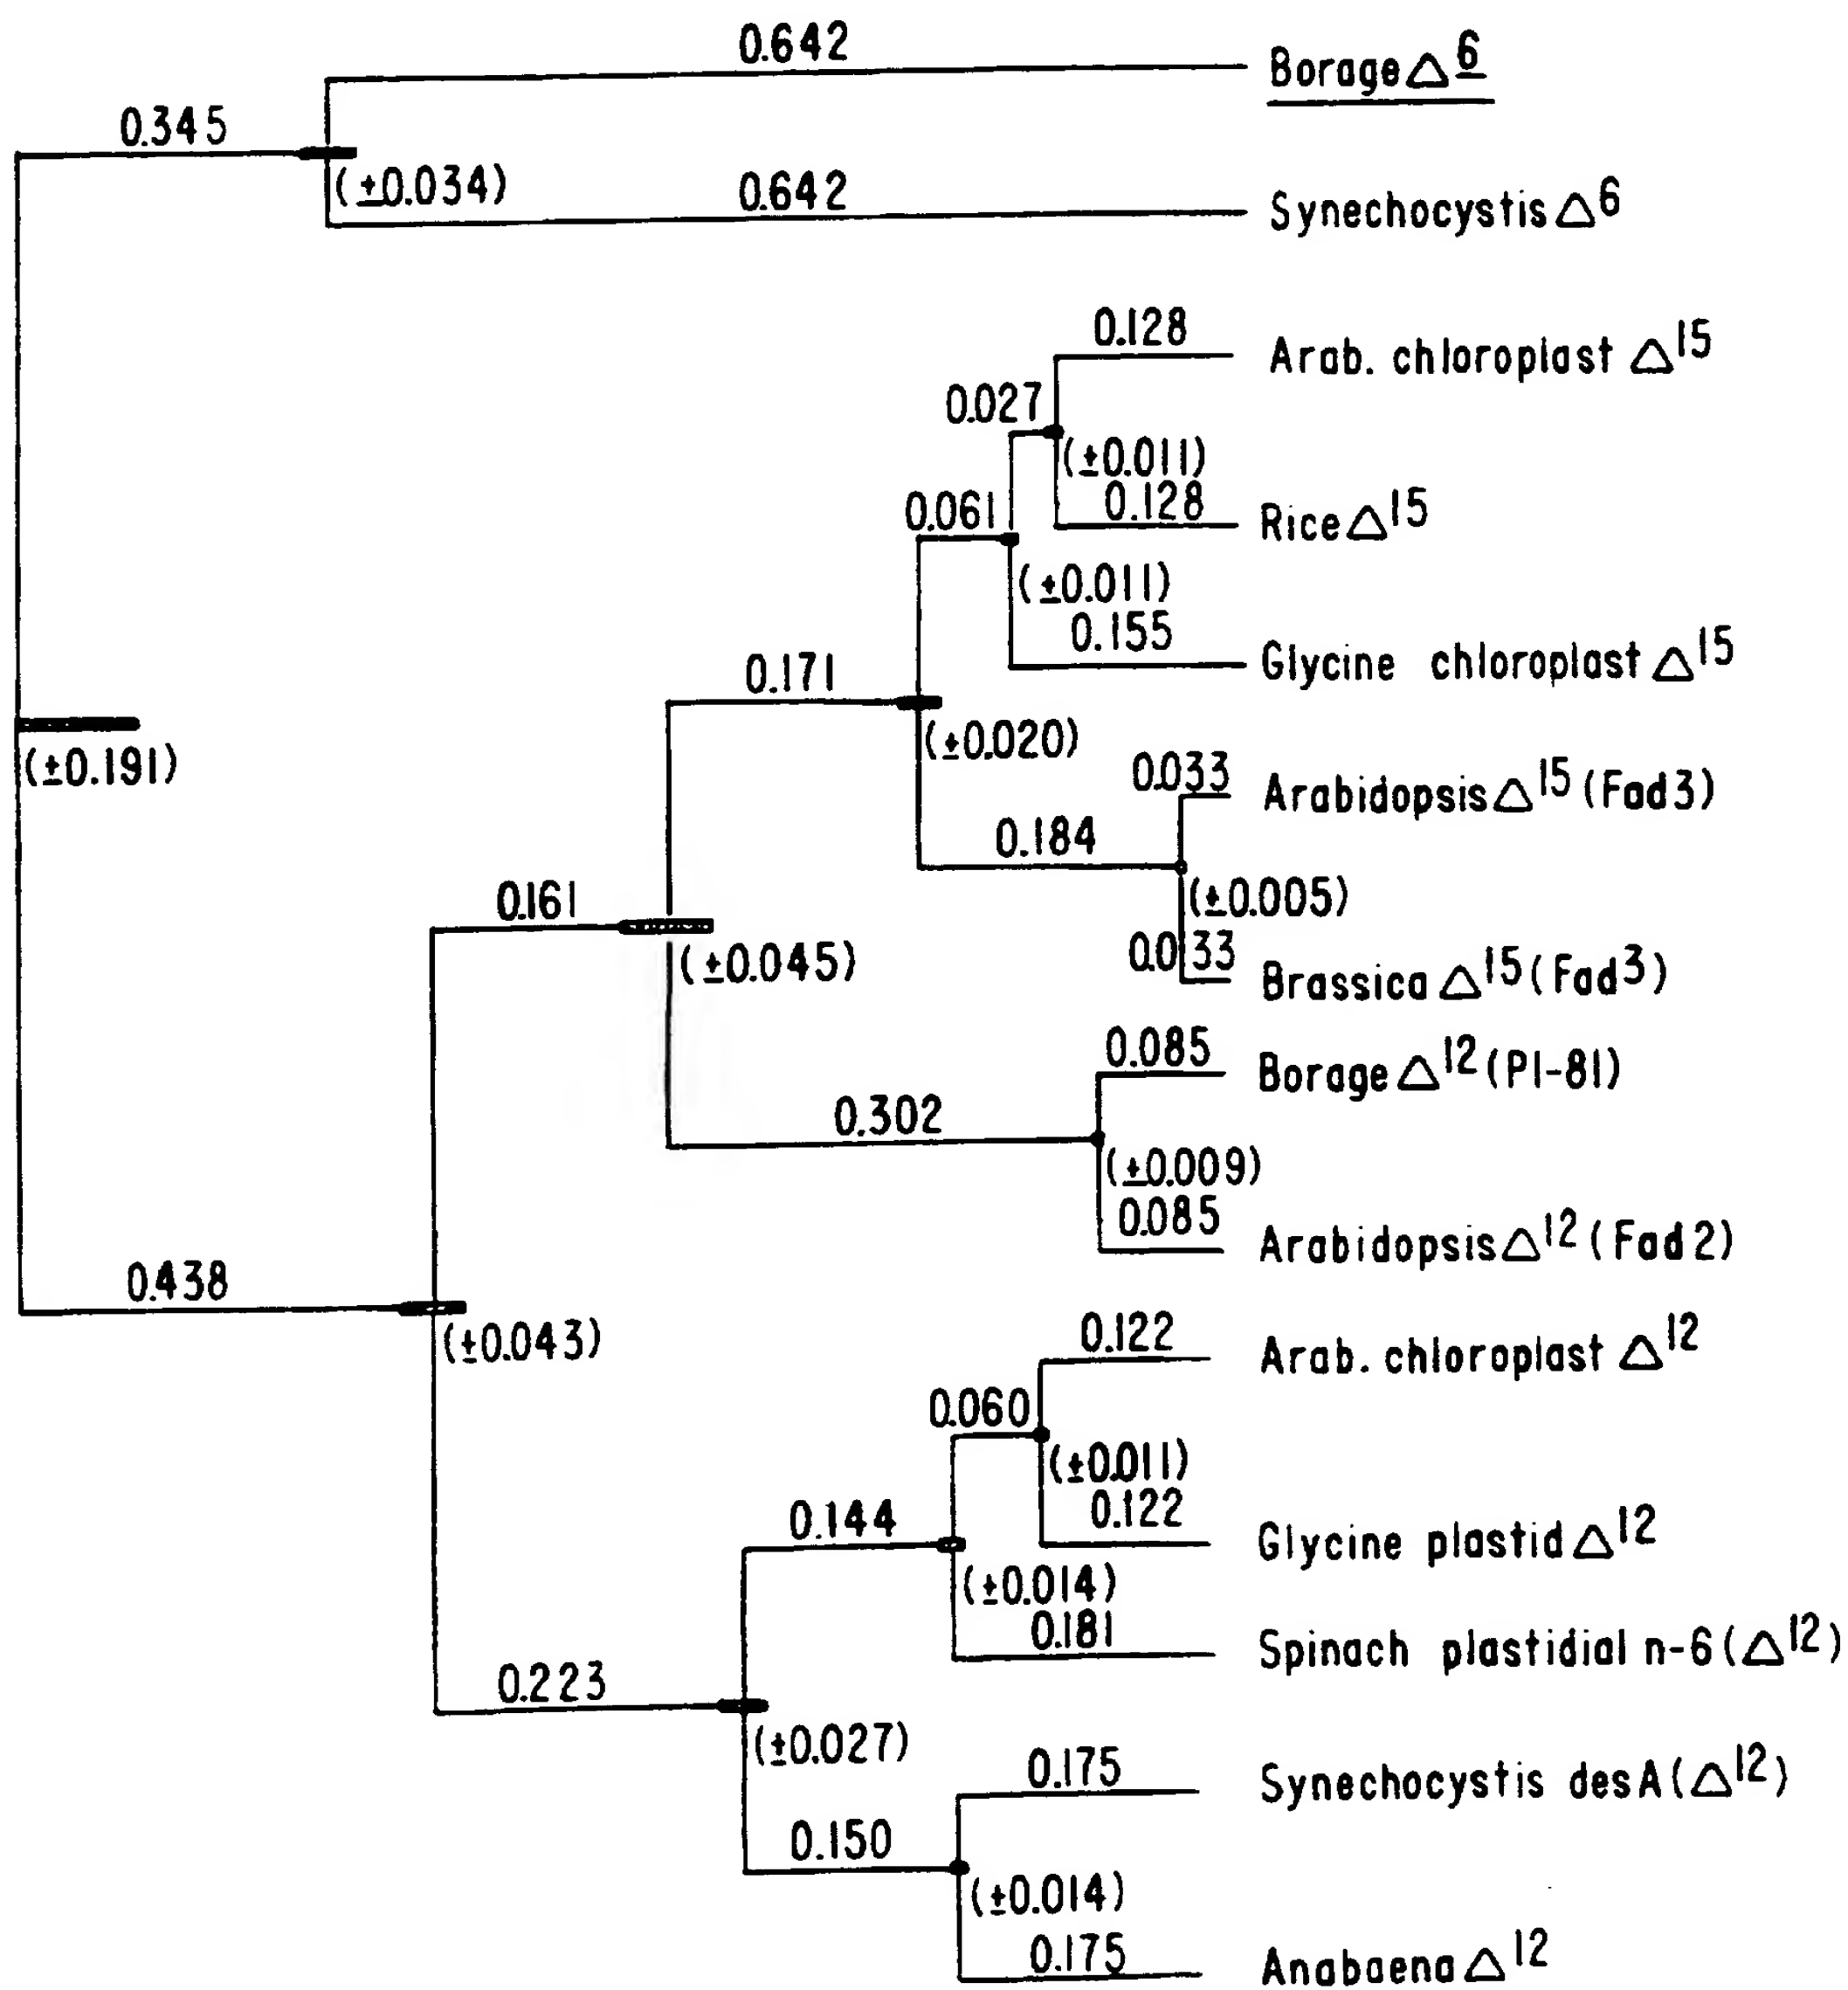 0.642
Borage Δ6
0.345
(±0.034)
0.642
Synechocystis Δ6
0.128
Arab. chloroplast Δ15
0.027
(±0.011)
0.128
Rice Δ15
0.061
(±0.011)
0.155
Glycine chloroplast Δ15
0.171
(±0.020)
(±0.191)
0.033
Arabidopsis Δ15 (Fad3)
0.184
(±0.005)
0.161
0.033
Brassica Δ15 (Fad3)
(±0.045)
0.085
Borage Δ12 (Pl-81)
0.302
(±0.009)
0.085
Arabidopsis Δ12 (Fad2)
0.438
(±0.043)
0.122
Arab. chloroplast Δ12
0.060
(±0.011)
0.122
Glycine plastid Δ12
0.144
(±0.014)
0.181
Spinach plastidial n-6 (Δ12)
0.223
(±0.027)
0.175
Synechocystis desA (Δ12)
0.150
(±0.014)
0.175
Anabaena Δ12